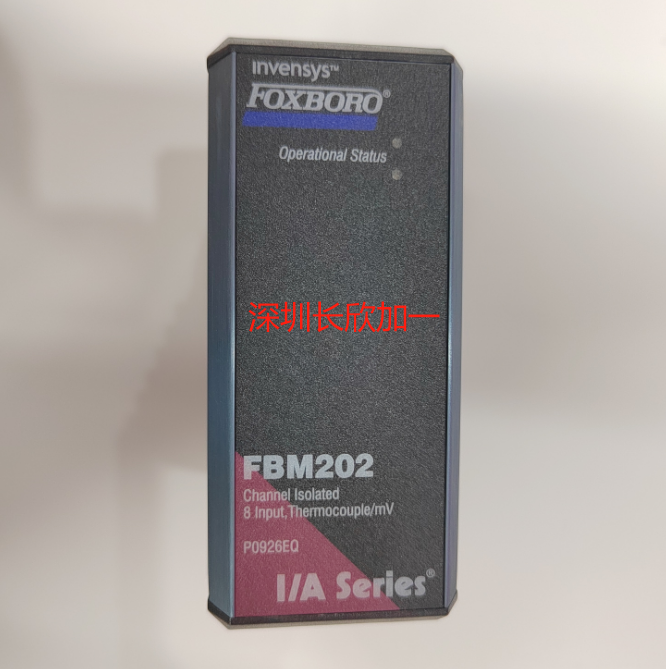 invensys™
FOXBORO®
Operational Status
深圳长欣加一
FBM202
Channel Isolated
8 Input,Thermocouple/mV
P0926EQ
I/A Series®